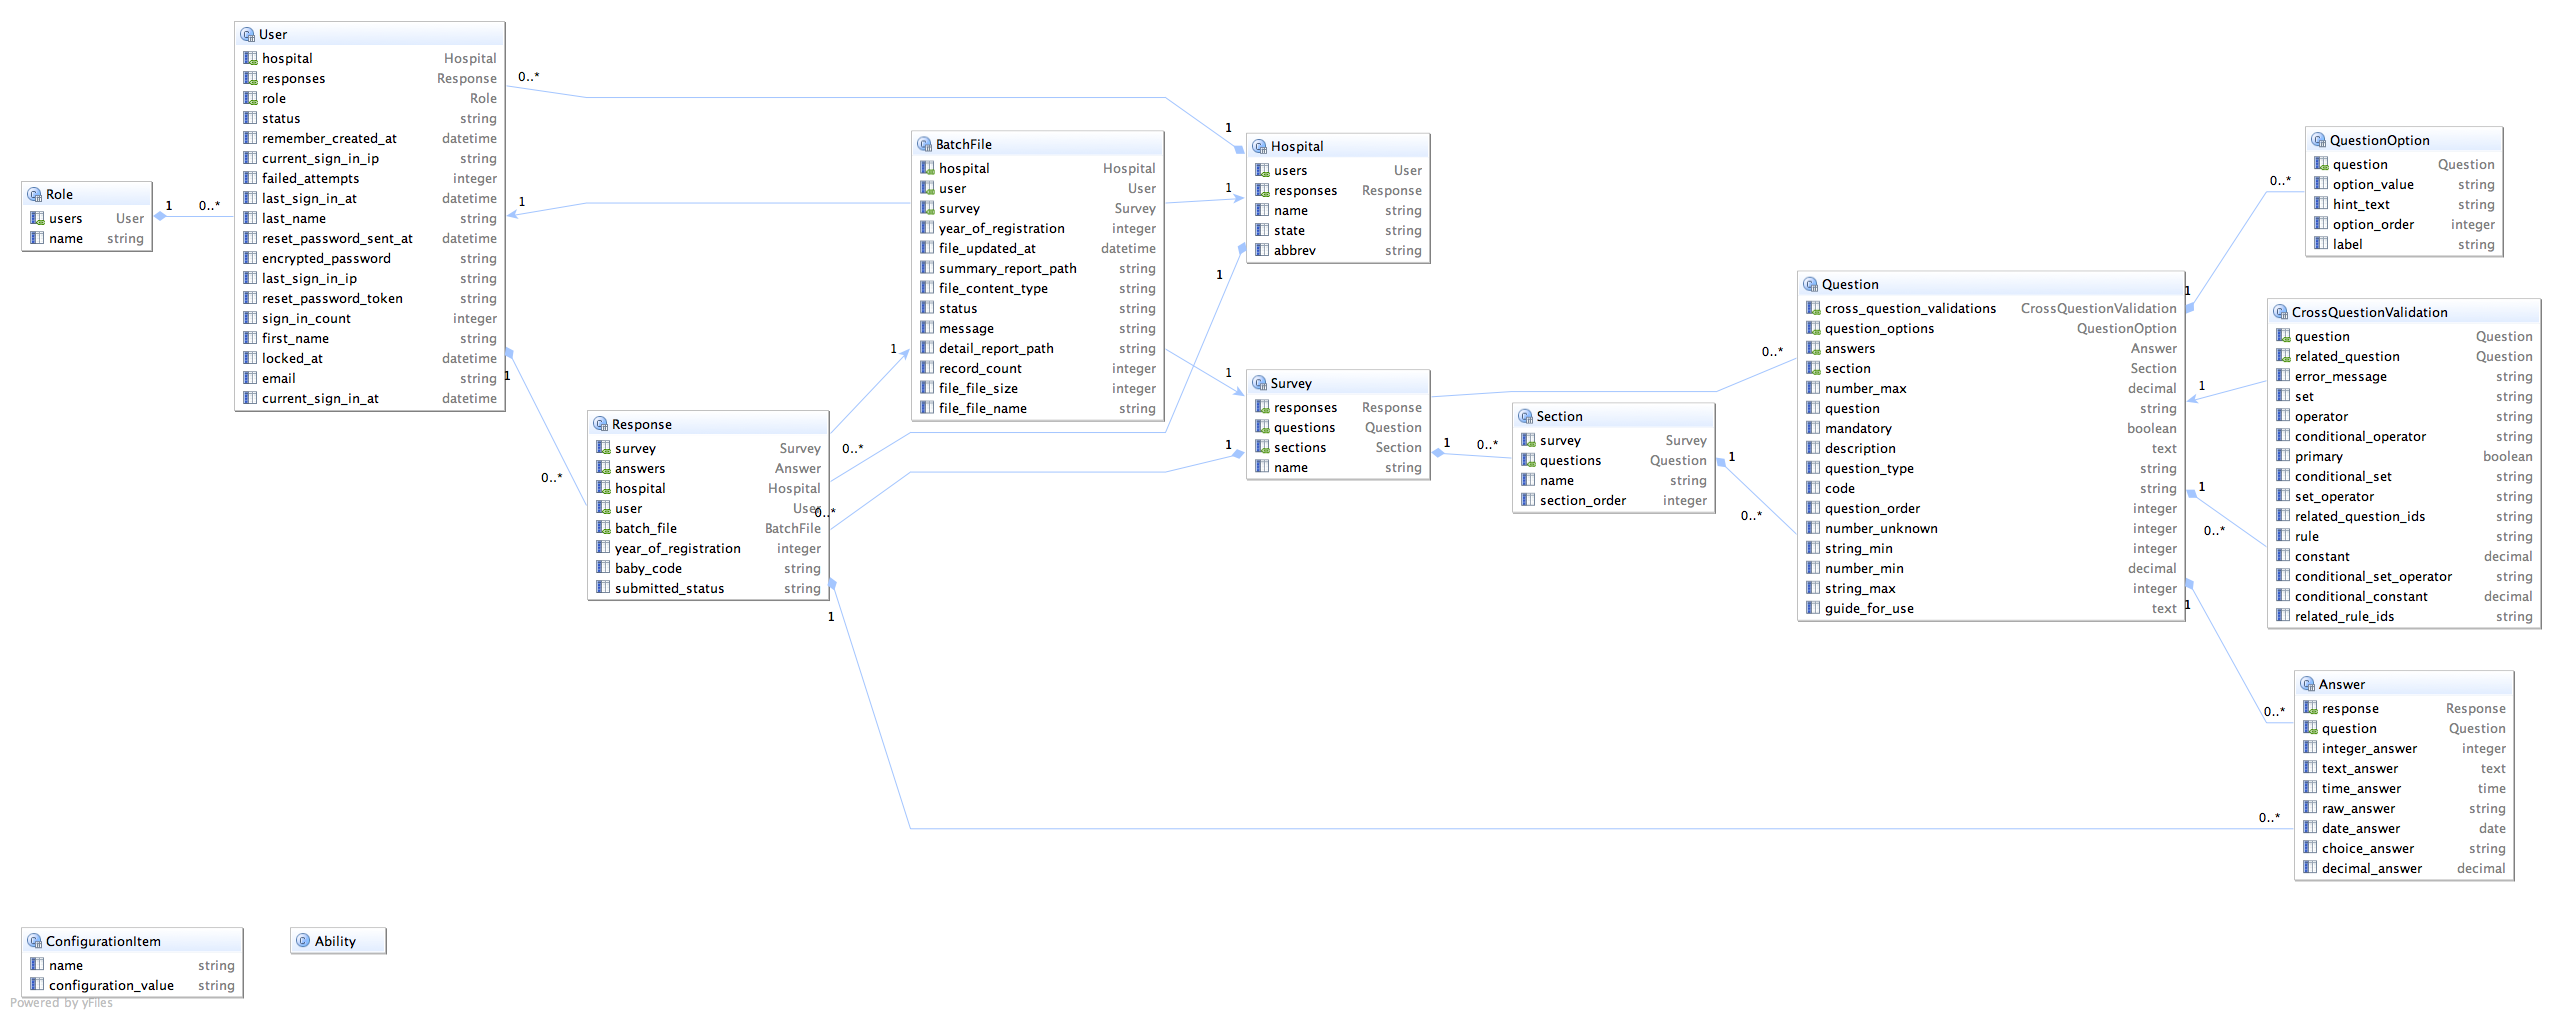 User
hospital Hospital
responses Response
role Role
status string
remember_created_at datetime
current_sign_in_ip string
failed_attempts integer
last_sign_in_at datetime
last_name string
reset_password_sent_at datetime
encrypted_password string
last_sign_in_ip string
reset_password_token string
sign_in_count integer
first_name string
locked_at datetime
email string
current_sign_in_at datetime
Role
users User
name string
1
0..*
0..*
1
1
0..*
1
Response
survey Survey
answers Answer
hospital Hospital
user User
batch_file BatchFile
year_of_registration integer
baby_code string
submitted_status string
1
0..*
0..*
1
BatchFile
hospital Hospital
user User
survey Survey
year_of_registration integer
file_updated_at datetime
summary_report_path string
file_content_type string
status string
message string
detail_report_path string
record_count integer
file_file_size integer
file_file_name string
1
1
1
1
1
Hospital
users User
responses Response
name string
state string
abbrev string
Survey
responses Response
questions Question
sections Section
name string
1
0..*
Section
survey Survey
questions Question
name string
section_order integer
1
0..*
0..*
Question
cross_question_validations CrossQuestionValidation
question_options QuestionOption
answers Answer
section Section
number_max decimal
question string
mandatory boolean
description text
question_type string
code string
question_order integer
number_unknown integer
string_min integer
number_min decimal
string_max integer
guide_for_use text
1
0..*
1
1
0..*
1
0..*
0..*
QuestionOption
question Question
option_value string
hint_text string
option_order integer
label string
CrossQuestionValidation
question Question
related_question Question
error_message string
set string
operator string
conditional_operator string
primary boolean
conditional_set string
set_operator string
related_question_ids string
rule string
constant decimal
conditional_set_operator string
conditional_constant decimal
related_rule_ids string
Answer
response Response
question Question
integer_answer integer
text_answer text
time_answer time
raw_answer string
date_answer date
choice_answer string
decimal_answer decimal
ConfigurationItem
name string
configuration_value string
Ability
Powered by yFiles